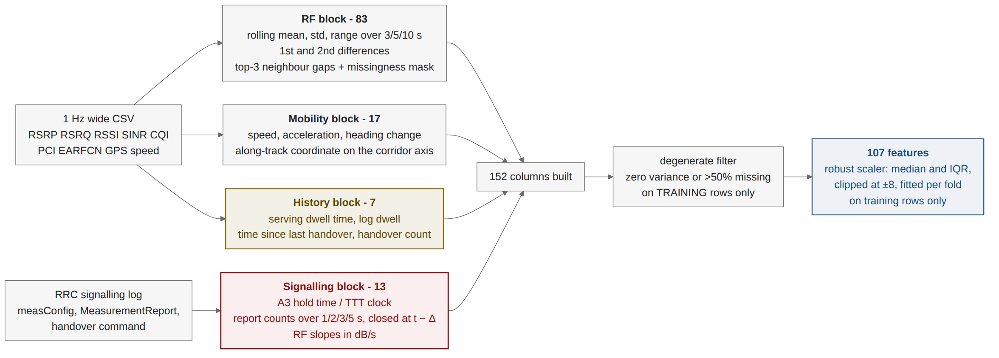 RF block - 83
rolling mean, std, range over 3/5/10 s
1st and 2nd differences
top-3 neighbour gaps + missingness mask
1 Hz wide CSV
RSRP RSRQ RSSI SINR CQI
PCI EARFCN GPS speed
Mobility block - 17
speed, acceleration, heading change
along-track coordinate on the corridor axis
History block - 7
serving dwell time, log dwell
time since last handover, handover count
RRC signalling log
measConfig, MeasurementReport,
handover command
Signalling block - 13
A3 hold time / TTT clock
report counts over 1/2/3/5 s, closed at t − Δ
RF slopes in dB/s
152 columns built
degenerate filter
zero variance or >50% missing
on TRAINING rows only
107 features
robust scaler: median and IQR,
clipped at ±8, fitted per fold
on training rows only